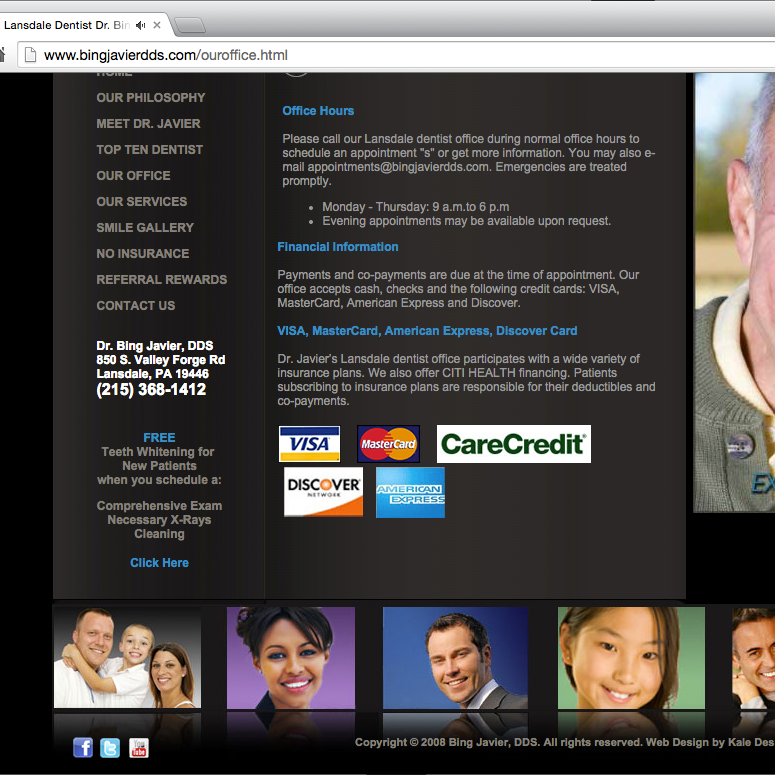 Lansdale Dentist Dr. Bin
www.bingjavierdds.com/ouroffice.html
HOME
OUR PHILOSOPHY
MEET DR. JAVIER
TOP TEN DENTIST
OUR OFFICE
OUR SERVICES
SMILE GALLERY
NO INSURANCE
REFERRAL REWARDS
CONTACT US
Dr. Bing Javier, DDS
850 S. Valley Forge Rd
Lansdale, PA 19446
(215) 368-1412
FREE
Teeth Whitening for
New Patients
when you schedule a:
Comprehensive Exam
Necessary X-Rays
Cleaning
Click Here
Office Hours
Please call our Lansdale dentist office during normal office hours to
schedule an appointment "s" or get more information. You may also e-
mail appointments@bingjavierdds.com. Emergencies are treated
promptly.
• Monday - Thursday: 9 a.m.to 6 p.m
• Evening appointments may be available upon request.
Financial Information
Payments and co-payments are due at the time of appointment. Our
office accepts cash, checks and the following credit cards: VISA,
MasterCard, American Express and Discover.
VISA, MasterCard, American Express, Discover Card
Dr. Javier's Lansdale dentist office participates with a wide variety of
insurance plans. We also offer CITI HEALTH financing. Patients
subscribing to insurance plans are responsible for their deductibles and
co-payments.
VISA MasterCard CareCredit®
DISCOVER
NETWORK
AMERICAN
EXPRESS
EX
f t You Tube
Copyright © 2008 Bing Javier, DDS. All rights reserved. Web Design by Kale Des